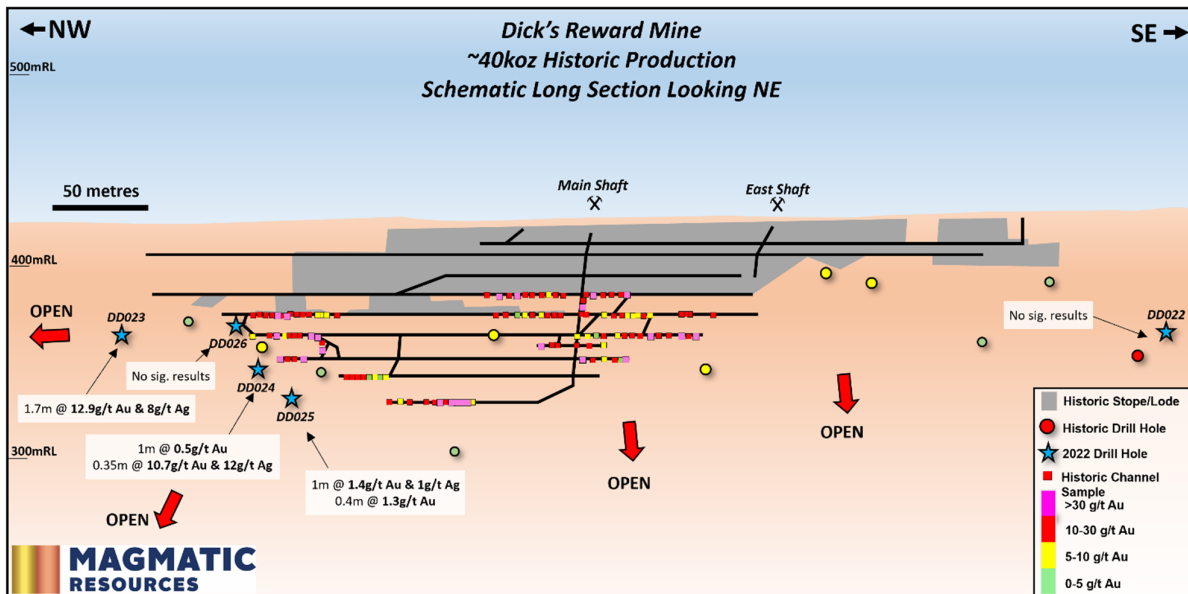 NW
Dick's Reward Mine
~40koz Historic Production
Schematic Long Section Looking NE
SE
500mRL
50 metres
Main Shaft
East Shaft
400mRL
OPEN
DD023
DD026
No sig. results
DD022
No sig. results
DD024
1.7m @ 12.9g/t Au & 8g/t Ag
DD025
1m @ 0.5g/t Au
0.35m @ 10.7g/t Au & 12g/t Ag
OPEN
300mRL
1m @ 1.4g/t Au & 1g/t Ag
0.4m @ 1.3g/t Au
OPEN
OPEN
Historic Stope/Lode
Historic Drill Hole
2022 Drill Hole
Historic Channel
Sample
>30 g/t Au
10-30 g/t Au
5-10 g/t Au
0-5 g/t Au
MAGMATIC
RESOURCES